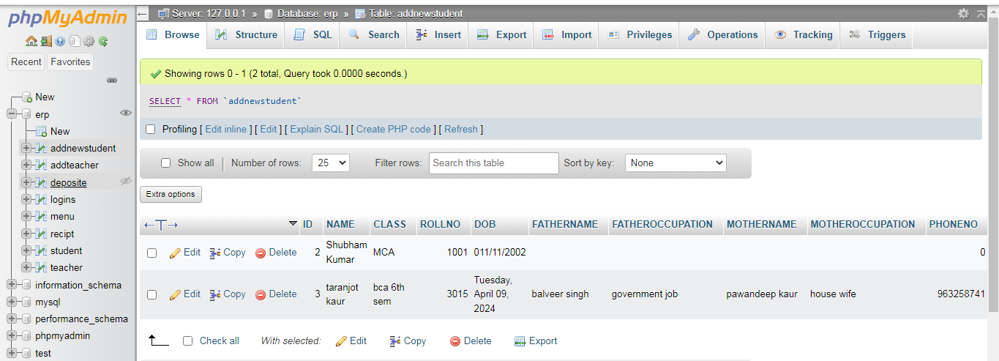 phpMyAdmin
Recent Favorites
New
erp
New
addnewstudent
addteacher
deposite
logins
menu
recipt
student
teacher
information_schema
mysql
performance_schema
phpmyadmin
test
Server: 127.0.0.1 » Database: erp » Table: addnewstudent
Browse Structure SQL Search Insert Export Import Privileges Operations Tracking Triggers
Showing rows 0 - 1 (2 total, Query took 0.0000 seconds.)
SELECT * FROM `addnewstudent`
Profiling [ Edit inline ] [ Edit ] [ Explain SQL ] [ Create PHP code ] [ Refresh ]
Show all Number of rows: 25 Filter rows: Search this table Sort by key: None
Extra options
ID NAME CLASS ROLLNO DOB FATHERNAME FATHEROCCUPATION MOTHERNAME MOTHEROCCUPATION PHONENO
Edit Copy Delete 2 Shubham Kumar MCA 1001 011/11/2002 0
Edit Copy Delete 3 taranjot kaur bca 6th sem 3015 Tuesday, April 09, 2024 balveer singh government job pawandeep kaur house wife 963258741
Check all With selected: Edit Copy Delete Export